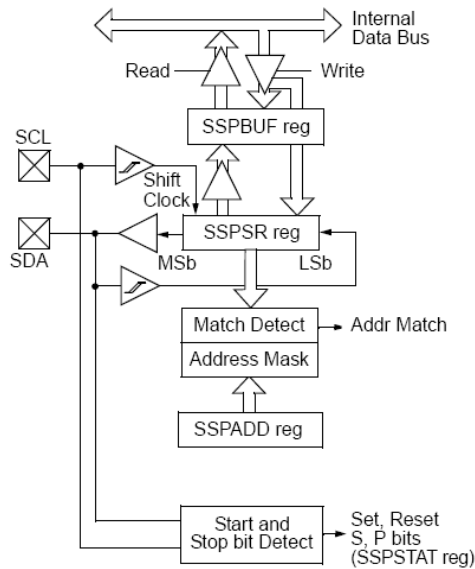 Internal
Data Bus
Read
Write
SSPBUF reg
SCL
Shift
Clock
SSPSR reg
SDA
MSb
LSb
Match Detect
Addr Match
Address Mask
SSPADD reg
Start and
Stop bit Detect
Set, Reset
S, P bits
(SSPSTAT reg)